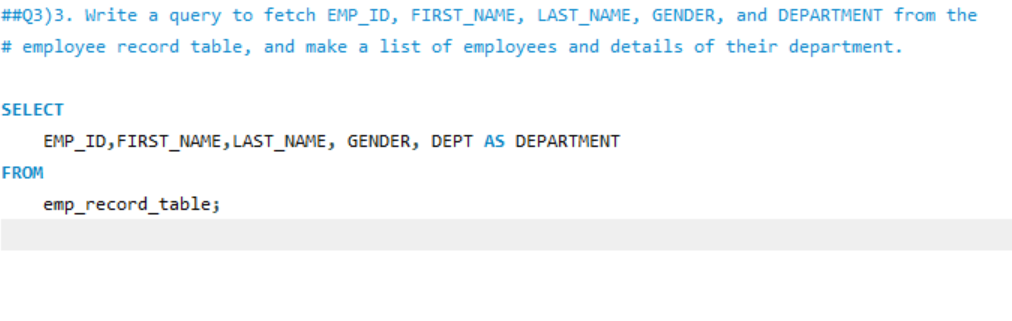 ##Q3)3. Write a query to fetch EMP_ID, FIRST_NAME, LAST_NAME, GENDER, and DEPARTMENT from the
# employee record table, and make a list of employees and details of their department.
SELECT
EMP_ID,FIRST_NAME,LAST_NAME, GENDER, DEPT AS DEPARTMENT
FROM
emp_record_table;